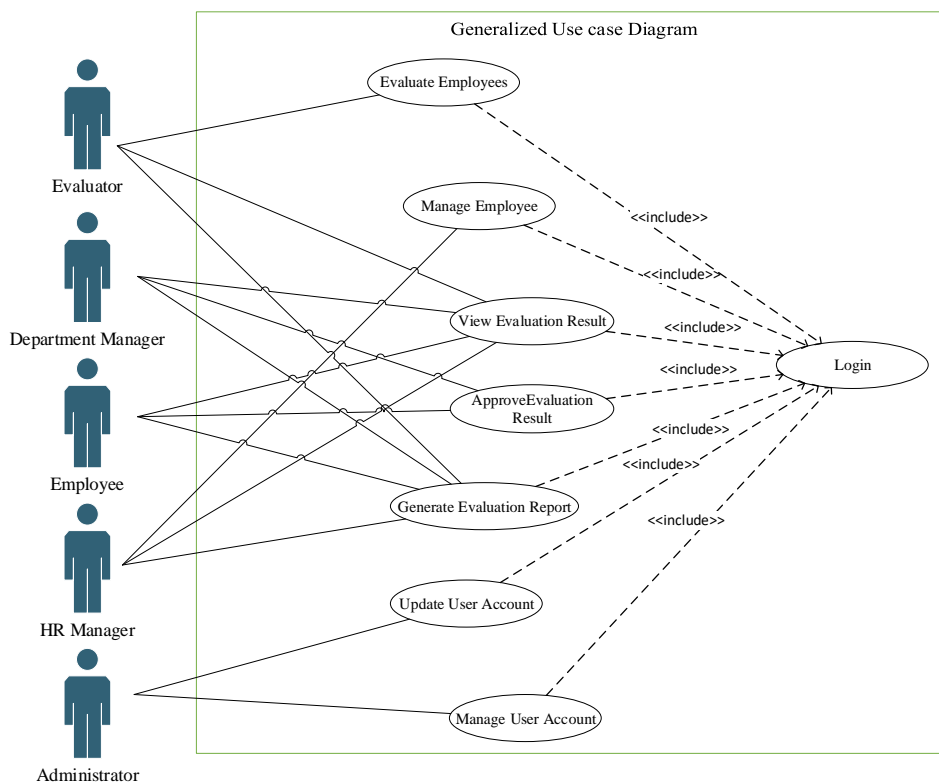 Generalized Use case Diagram
Evaluate Employees
Evaluator
Manage Employee
<<include>>
<<include>>
Department Manager
View Evaluation Result
<<include>>
Login
<<include>>
ApproveEvaluation
Result
Employee
<<include>>
<<include>>
Generate Evaluation Report
<<include>>
HR Manager
Update User Account
Manage User Account
Administrator